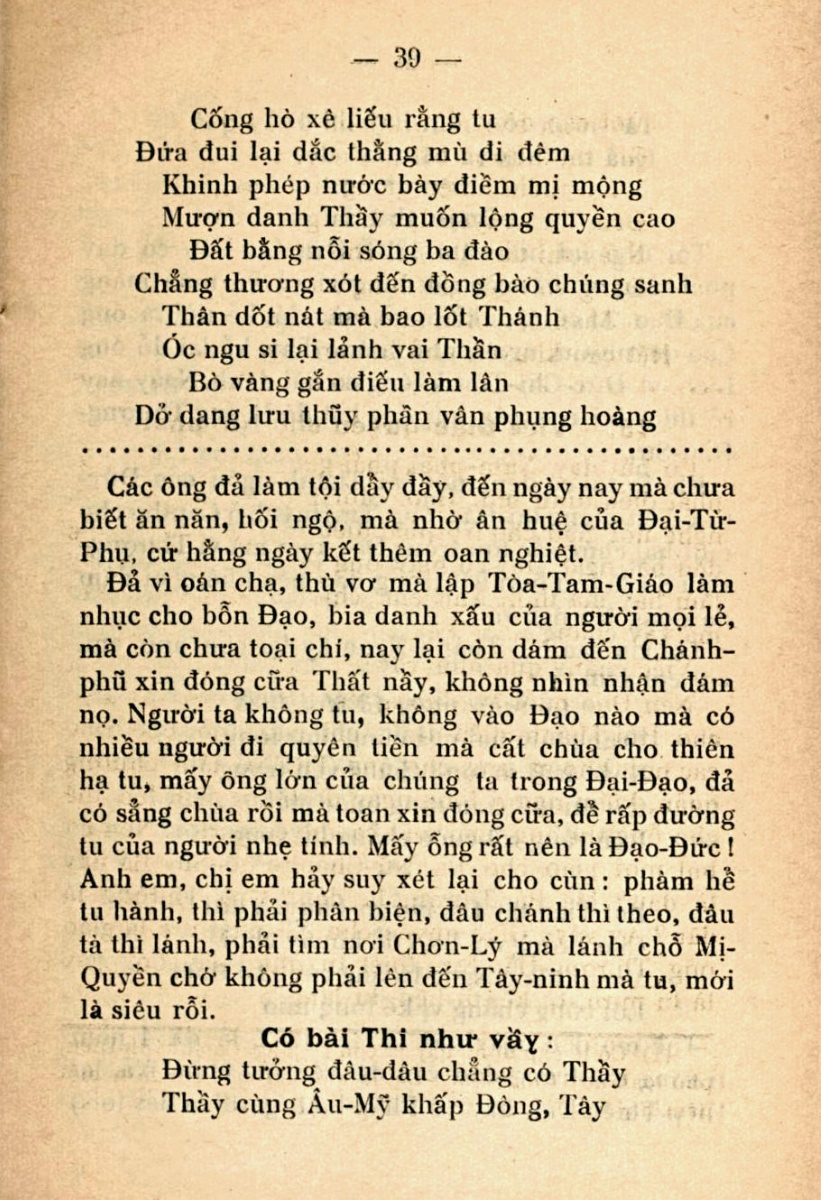 — 39 —
Cống hò xê liếu rằng tu
Đứa đui lại dắc thằng mù đi đêm
Khinh phép nước bày điềm mị mộng
Mượn danh Thầy muốn lộng quyền cao
Đất bằng nỗi sóng ba đào
Chẳng thương xót đến đồng bào chúng sanh
Thân dốt nát mà bao lốt Thánh
Óc ngu si lại lảnh vai Thần
Bò vàng gắn điếu làm lân
Dở dang lưu thũy phân vân phụng hoàng
Các ông đả làm tội dẫy đầy, đến ngày nay mà chưa
biết ăn năn, hối ngộ, mà nhờ ân huệ của Đại-Từ-
Phụ, cứ hằng ngày kết thêm oan nghiệt.
Đả vì oán chạ, thù vơ mà lập Tòa-Tam-Giáo làm
nhục cho bỗn Đạo, bia danh xấu của người mọi lẻ,
mà còn chưa toại chí, nay lại còn dám đến Chánh-
phũ xin đóng cữa Thất nầy, không nhìn nhận đám
nọ. Người ta không tu, không vào Đạo nào mà có
nhiều người đi quyên tiền mà cất chùa cho thiên
hạ tu, mấy ông lớn của chúng ta trong Đại-Đạo, đả
có sẳng chùa rồi mà toan xin đóng cữa, đề rấp đường
tu của người nhẹ tính. Mấy ỗng rất nên là Đạo-Đức !
Anh em, chị em hảy suy xét lại cho cùn : phàm hề
tu hành, thì phải phân biện, đâu chánh thì theo, đâu
tà thì lánh, phải tìm nơi Chơn-Lý mà lánh chỗ Mị-
Quyền chớ không phải lên đến Tây-ninh mà tu, mới
là siêu rỗi.
Có bài Thi như vầy :
Đừng tưởng đâu-đâu chẳng có Thầy
Thầy cùng Âu-Mỹ khấp Đông, Tây